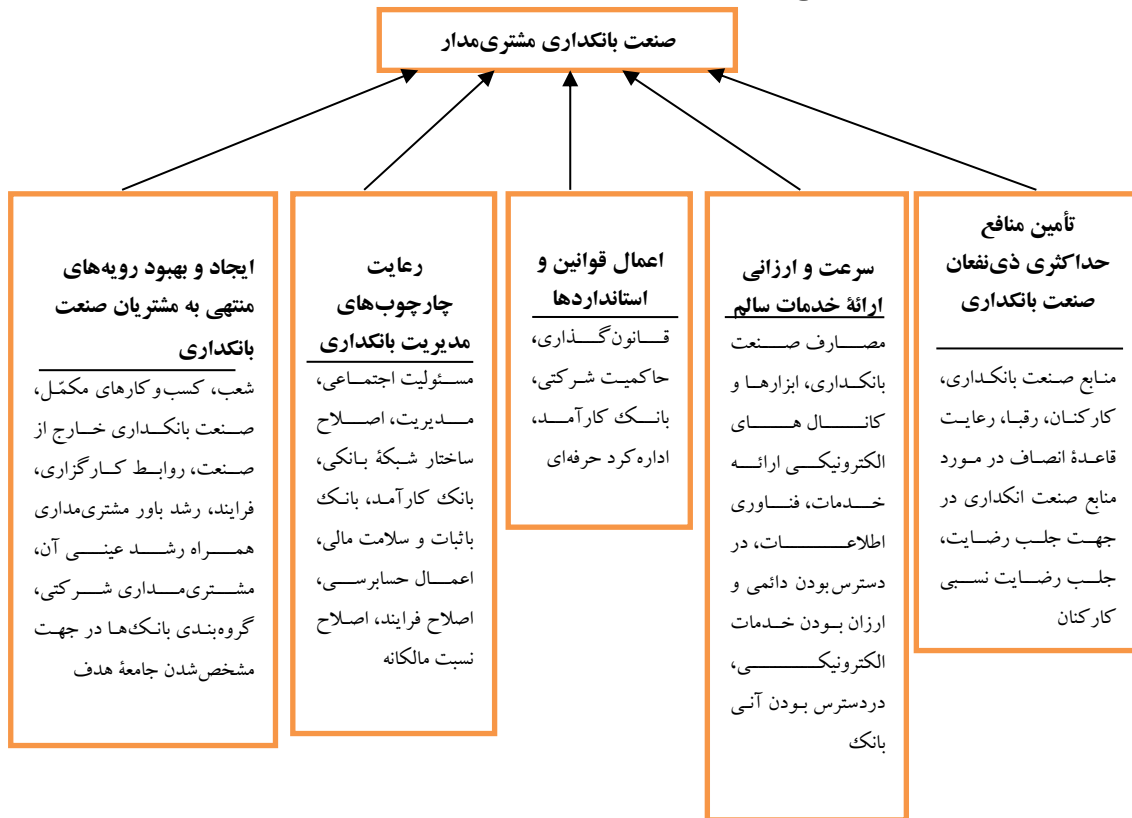 صنعت بانکداری مشتری‌مدار
تأمین منافع
حداکثری ذی‌نفعان
صنعت بانکداری
منابع صنعت بانکداری،
کارکنان، رقبا، رعایت
قاعدهٔ انصاف در مورد
منابع صنعت انکداری در
جهت جلب رضایت،
جلب رضایت نسبی
کارکنان
سرعت و ارزانی
ارائهٔ خدمات سالم
مصارف صنعت
بانکداری، ابزارها و
کانال های
الکترونیکی ارائه
خدمات، فناوری
اطلاعات، در
دسترس‌بودن دائمی و
ارزان بودن خدمات
الکترونیکی،
دردسترس بودن آنی
بانک
اعمال قوانین و
استانداردها
قانون‌گذاری،
حاکمیت شرکتی،
بانک کارآمد،
اداره‌کرد حرفه‌ای
رعایت
چارچوب‌های
مدیریت بانکداری
مسئولیت اجتماعی،
مدیریت، اصلاح
ساختار شبکهٔ بانکی،
بانک کارآمد، بانک
باثبات و سلامت مالی،
اعمال حسابرسی،
اصلاح فرایند، اصلاح
نسبت مالکانه
ایجاد و بهبود رویه‌های
منتهی به مشتریان صنعت
بانکداری
شعب، کسب‌وکارهای مکمّل،
صنعت بانکداری خارج از
صنعت، روابط کارگزاری،
فرایند، رشد باور مشتری‌مداری
همراه رشد عینی آن،
مشتری‌مداری شرکتی،
گروه‌بندی بانک‌ها در جهت
مشخص‌شدن جامعهٔ هدف